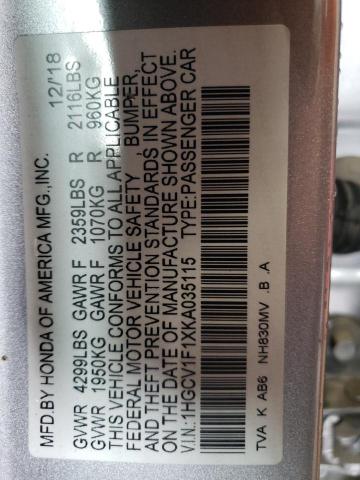 MFD.BY HONDA OF AMERICA MFG.,INC. 12/18
GVWR 4299LBS GAWR F 2359LBS R 2116LBS
GVWR 1950KG GAWR F 1070KG R 960KG
THIS VEHICLE CONFORMS TO ALL APPLICABLE
FEDERAL MOTOR VEHICLE SAFETY , BUMPER,
AND THEFT PREVENTION STANDARDS IN EFFECT
ON THE DATE OF MANUFACTURE SHOWN ABOVE.
V.I.N.:1HGCV1F1XKA035115 TYPE:PASSENGER CAR
TVA K AB6 NH830MV .B .A